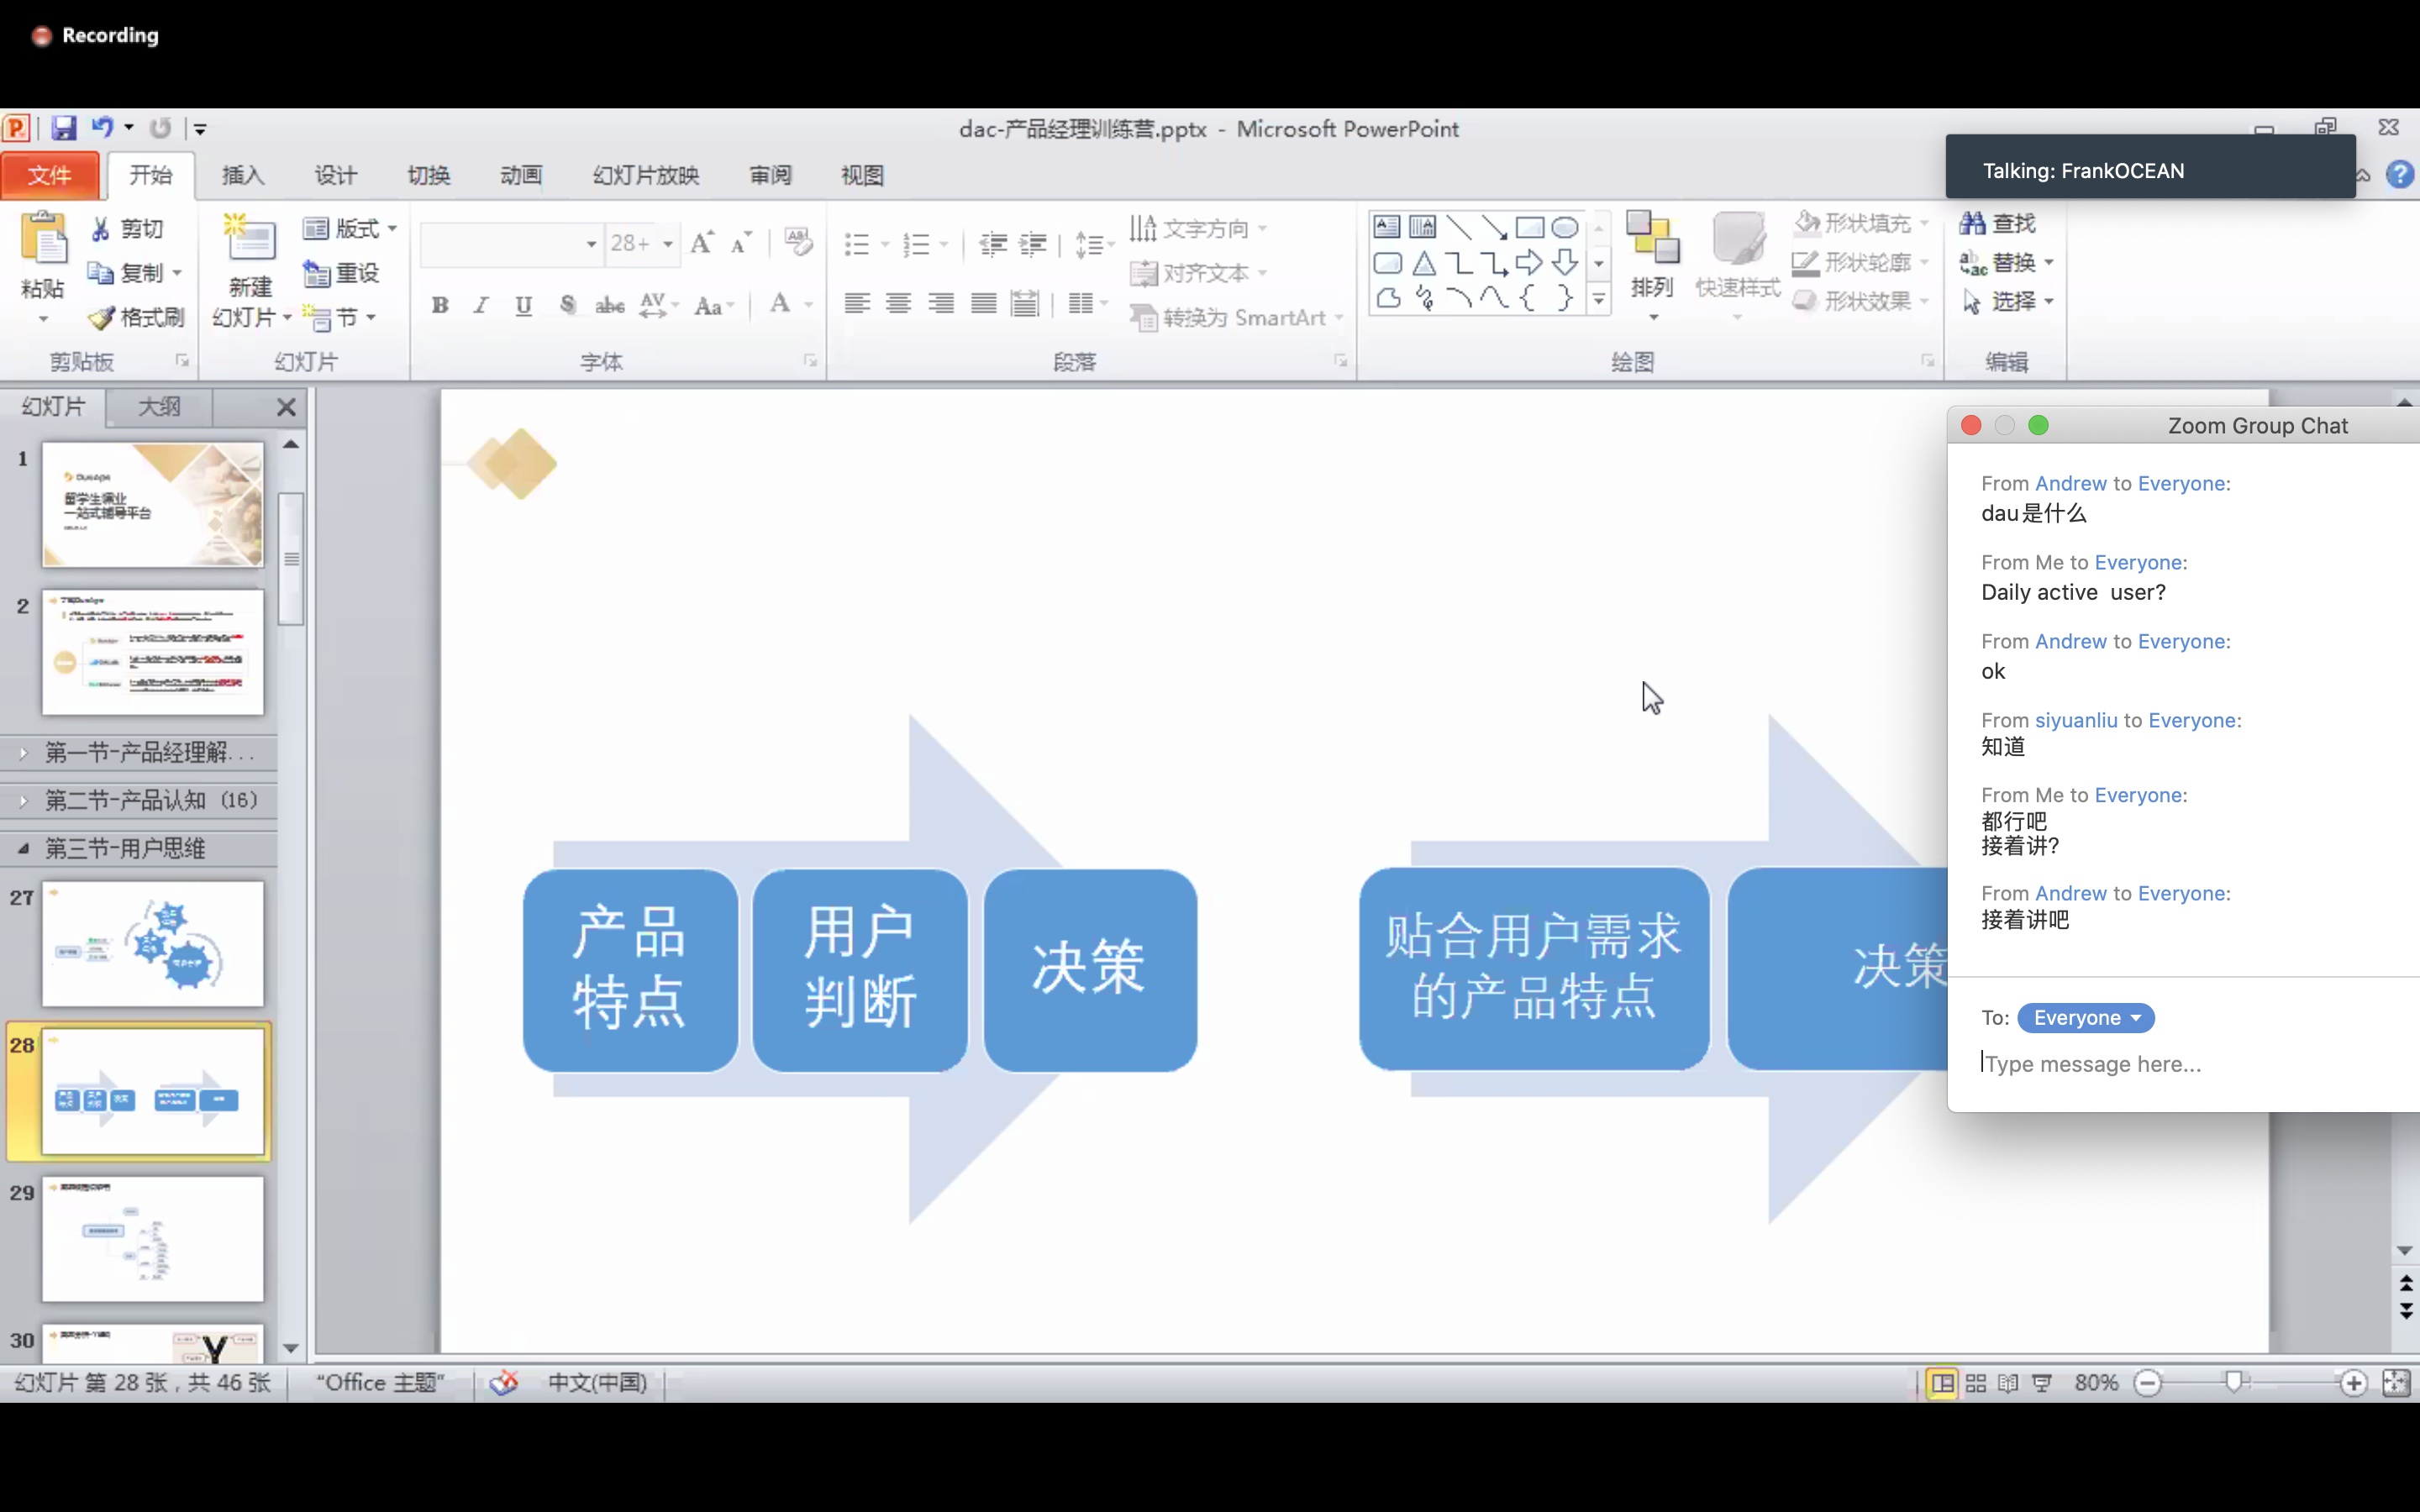 Recording
dac-产品经理训练营.pptx - Microsoft PowerPoint
Talking: FrankOCEAN
文件 开始 插入 设计 切换 动画 幻灯片放映 审阅 视图
粘贴
剪切
复制
格式刷
剪贴板
新建
幻灯片
版式
重设
节
幻灯片
28+
字体
文字方向
对齐文本
转换为 SmartArt
段落
排列
快速样式
形状填充
形状轮廓
形状效果
绘图
查找
替换
选择
编辑
幻灯片 大纲
1
留学生就业
一站式辅导平台
2
第一节-产品经理解...
第二节-产品认知 (16)
第三节-用户思维
27
28
29
30
Y
产品
特点
用户
判断
决策
贴合用户需求
的产品特点
决策
Zoom Group Chat
From Andrew to Everyone:
dau是什么
From Me to Everyone:
Daily active user?
From Andrew to Everyone:
ok
From siyuanliu to Everyone:
知道
From Me to Everyone:
都行吧
接着讲?
From Andrew to Everyone:
接着讲吧
To: Everyone
Type message here...
幻灯片 第 28 张，共 46 张 "Office 主题" 中文(中国) 80%